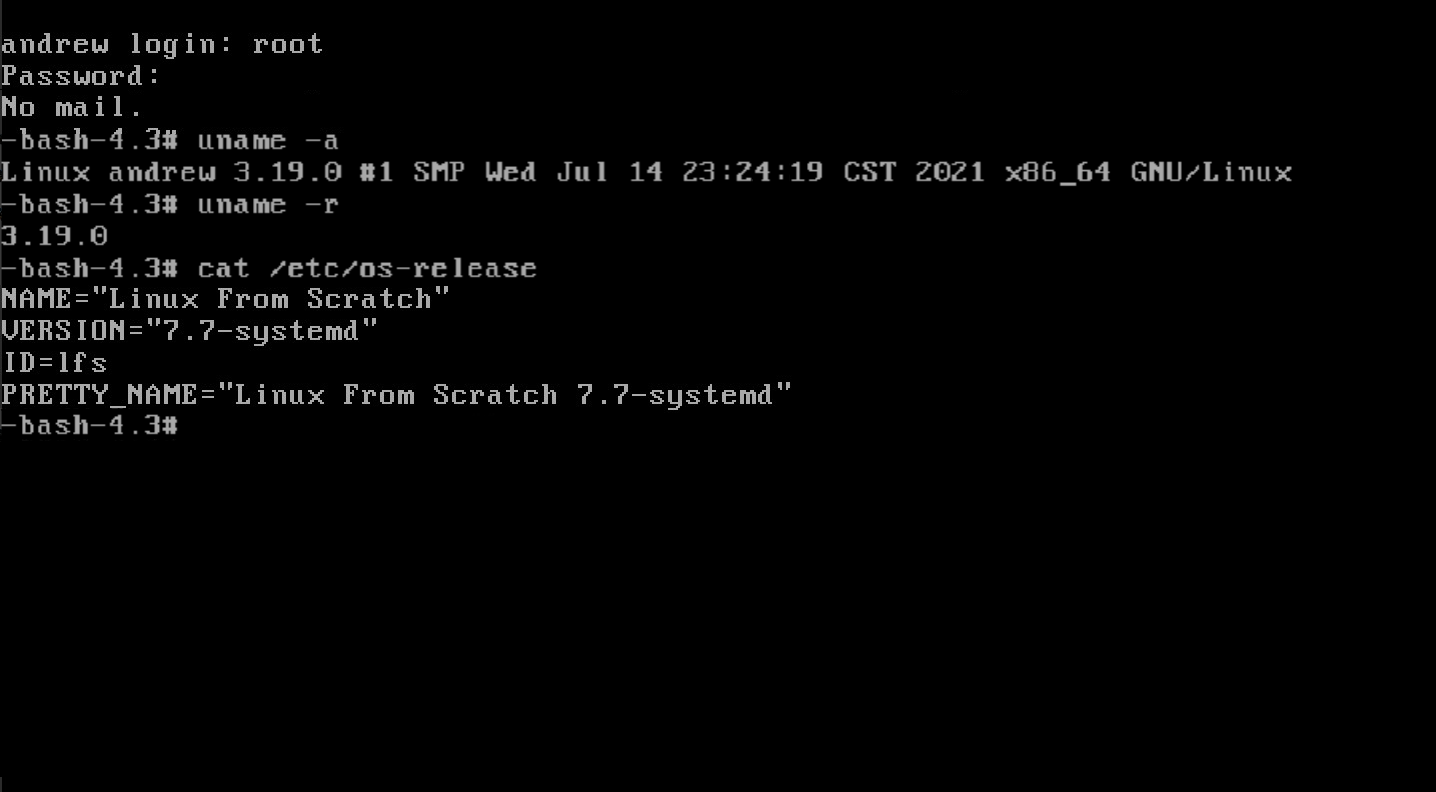 andrew login: root
Password:
No mail.
-bash-4.3# uname -a
Linux andrew 3.19.0 #1 SMP Wed Jul 14 23:24:19 CST 2021 x86_64 GNU/Linux
-bash-4.3# uname -r
3.19.0
-bash-4.3# cat /etc/os-release
NAME="Linux From Scratch"
VERSION="7.7-systemd"
ID=lfs
PRETTY_NAME="Linux From Scratch 7.7-systemd"
-bash-4.3#